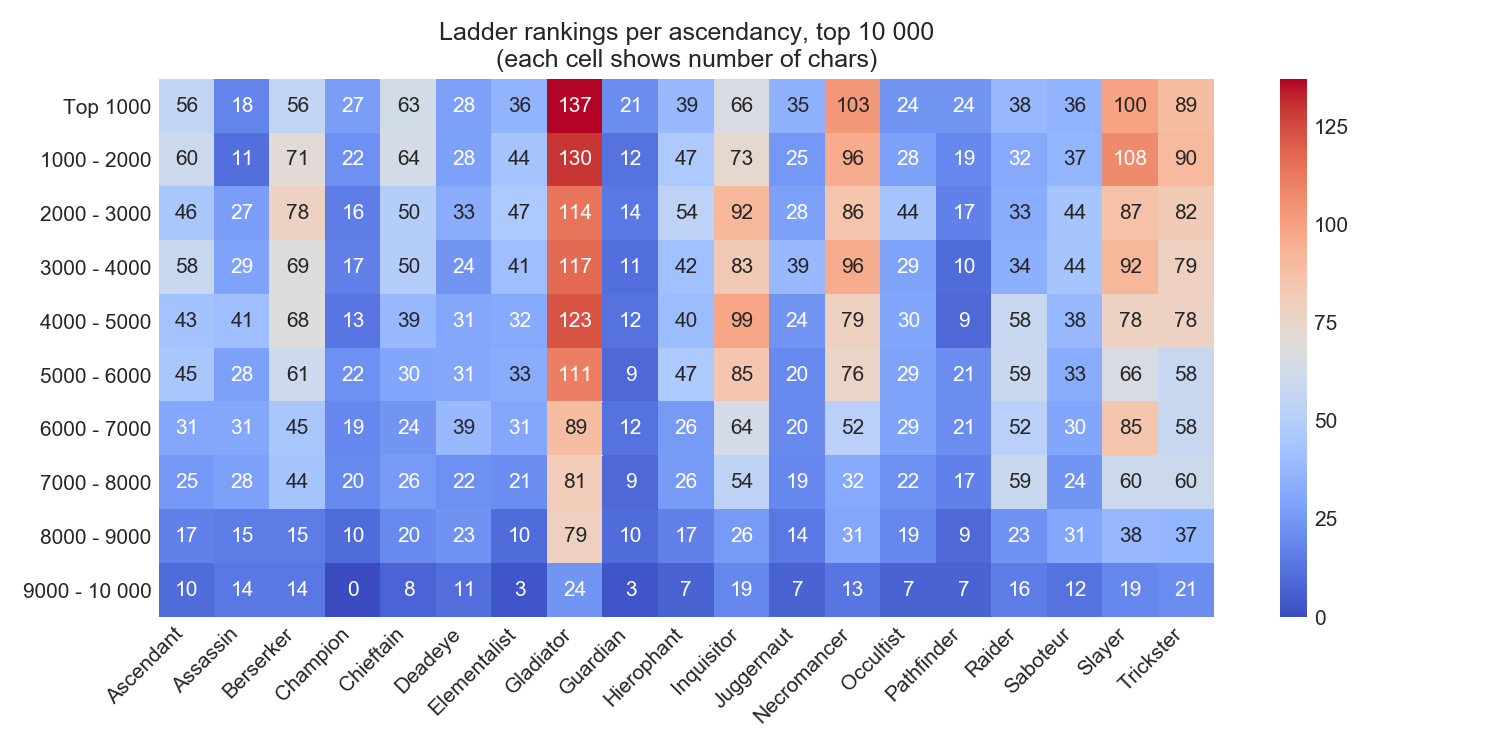 Ladder rankings per ascendancy, top 10 000
(each cell shows number of chars)
Top 1000 56 18 56 27 63 28 36 137 21 39 66 35 103 24 24 38 36 100 89
1000 - 2000 60 11 71 22 64 28 44 130 12 47 73 25 96 28 19 32 37 108 90
2000 - 3000 46 27 78 16 50 33 47 114 14 54 92 28 86 44 17 33 44 87 82
3000 - 4000 58 29 69 17 50 24 41 117 11 42 83 39 96 29 10 34 44 92 79
4000 - 5000 43 41 68 13 39 31 32 123 12 40 99 24 79 30 9 58 38 78 78
5000 - 6000 45 28 61 22 30 31 33 111 9 47 85 20 76 29 21 59 33 66 58
6000 - 7000 31 31 45 19 24 39 31 89 12 26 64 20 52 29 21 52 30 85 58
7000 - 8000 25 28 44 20 26 22 21 81 9 26 54 19 32 22 17 59 24 60 60
8000 - 9000 17 15 15 10 20 23 10 79 10 17 26 14 31 19 9 23 31 38 37
9000 - 10 000 10 14 14 0 8 11 3 24 3 7 19 7 13 7 7 16 12 19 21
Ascendant Assassin Berserker Champion Chieftain Deadeye Elementalist Gladiator Guardian Hierophant Inquisitor Juggernaut Necromancer Occultist Pathfinder Raider Saboteur Slayer Trickster
125
100
75
50
25
0